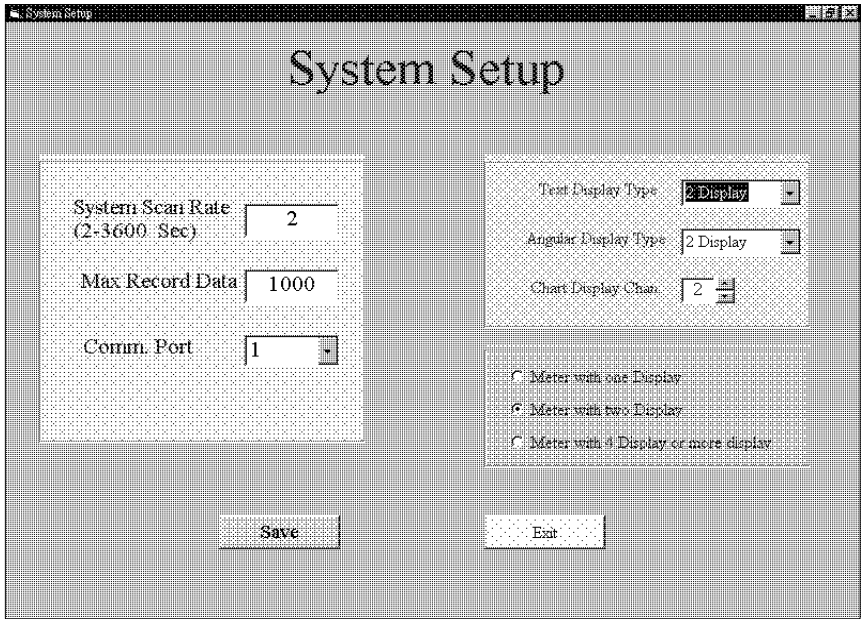 System Setup
System Setup
System Scan Rate
(2-3600 Sec)
2
Max Record Data
1000
Comm. Port
1
Text Display Type
2 Display
Angular Display Type
2 Display
Chart Display Chan.
2
Meter with one Display
Meter with two Display
Meter with 4 Display or more display
Save
Exit